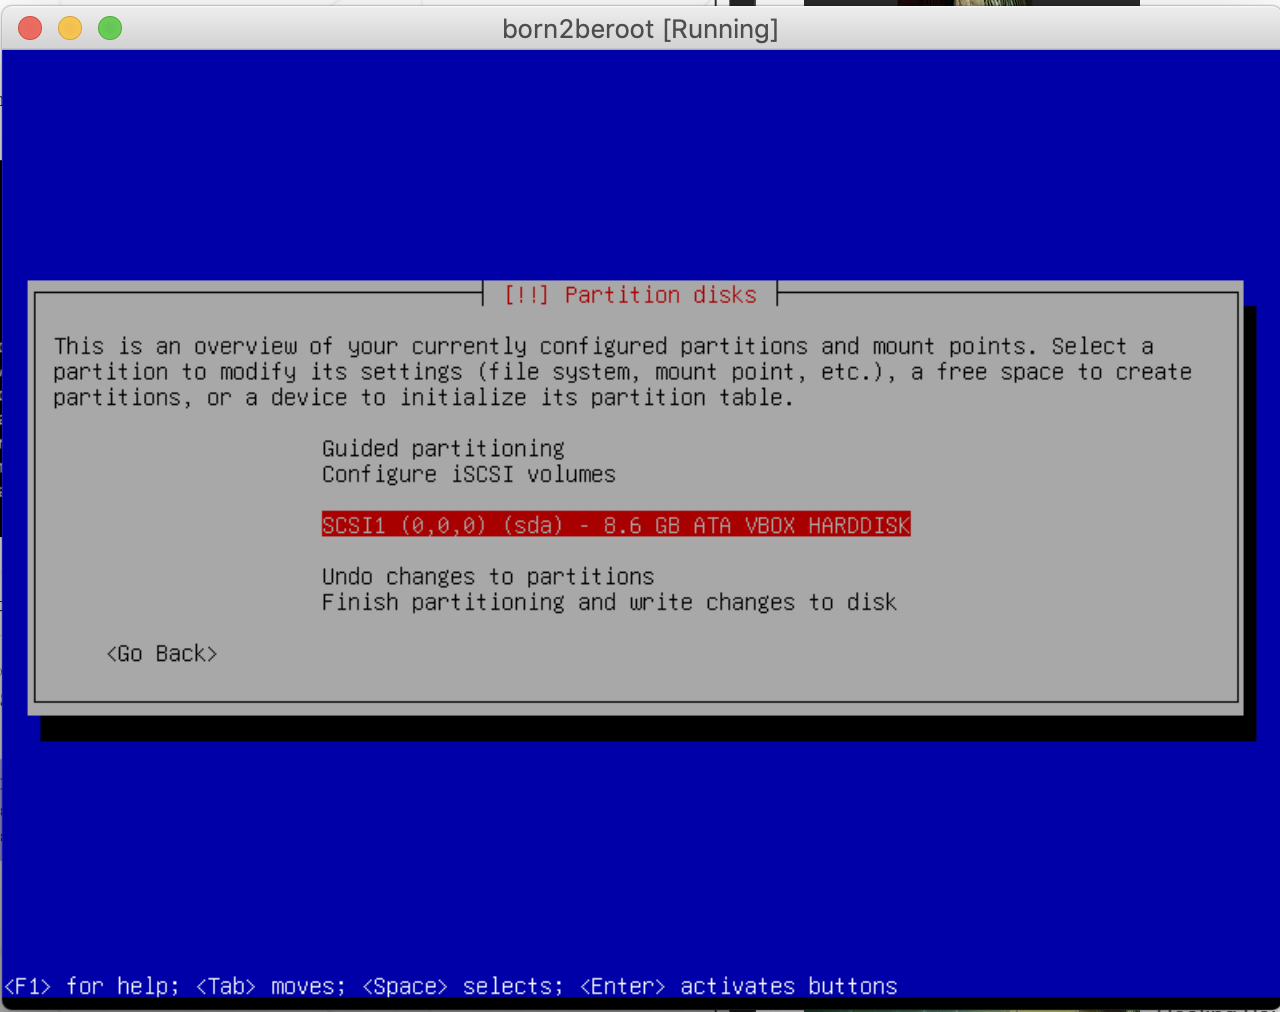 born2beroot [Running]
[!!] Partition disks
This is an overview of your currently configured partitions and mount points. Select a
partition to modify its settings (file system, mount point, etc.), a free space to create
partitions, or a device to initialize its partition table.
Guided partitioning
Configure iSCSI volumes
SCSI1 (0,0,0) (sda) - 8.6 GB ATA VBOX HARDDISK
Undo changes to partitions
Finish partitioning and write changes to disk
<Go Back>
<F1> for help; <Tab> moves; <Space> selects; <Enter> activates buttons